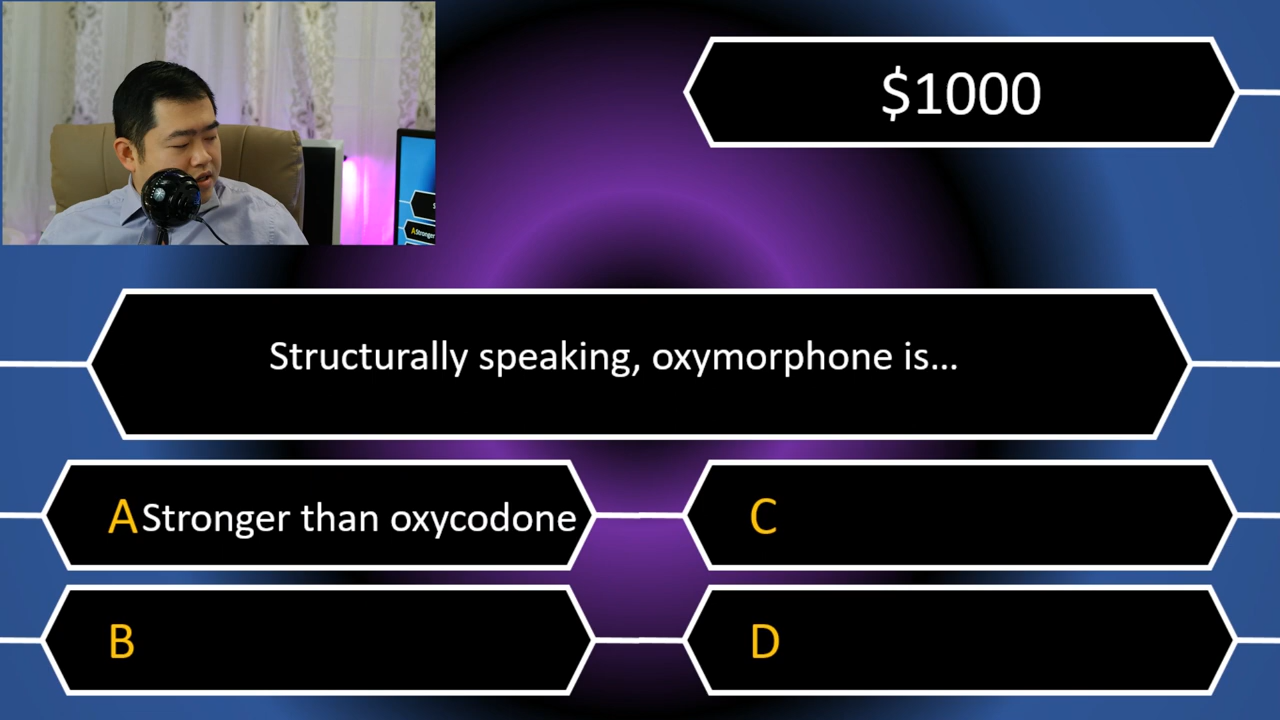 $1000
Structurally speaking, oxymorphone is...
A Stronger than oxycodone
C
B
D